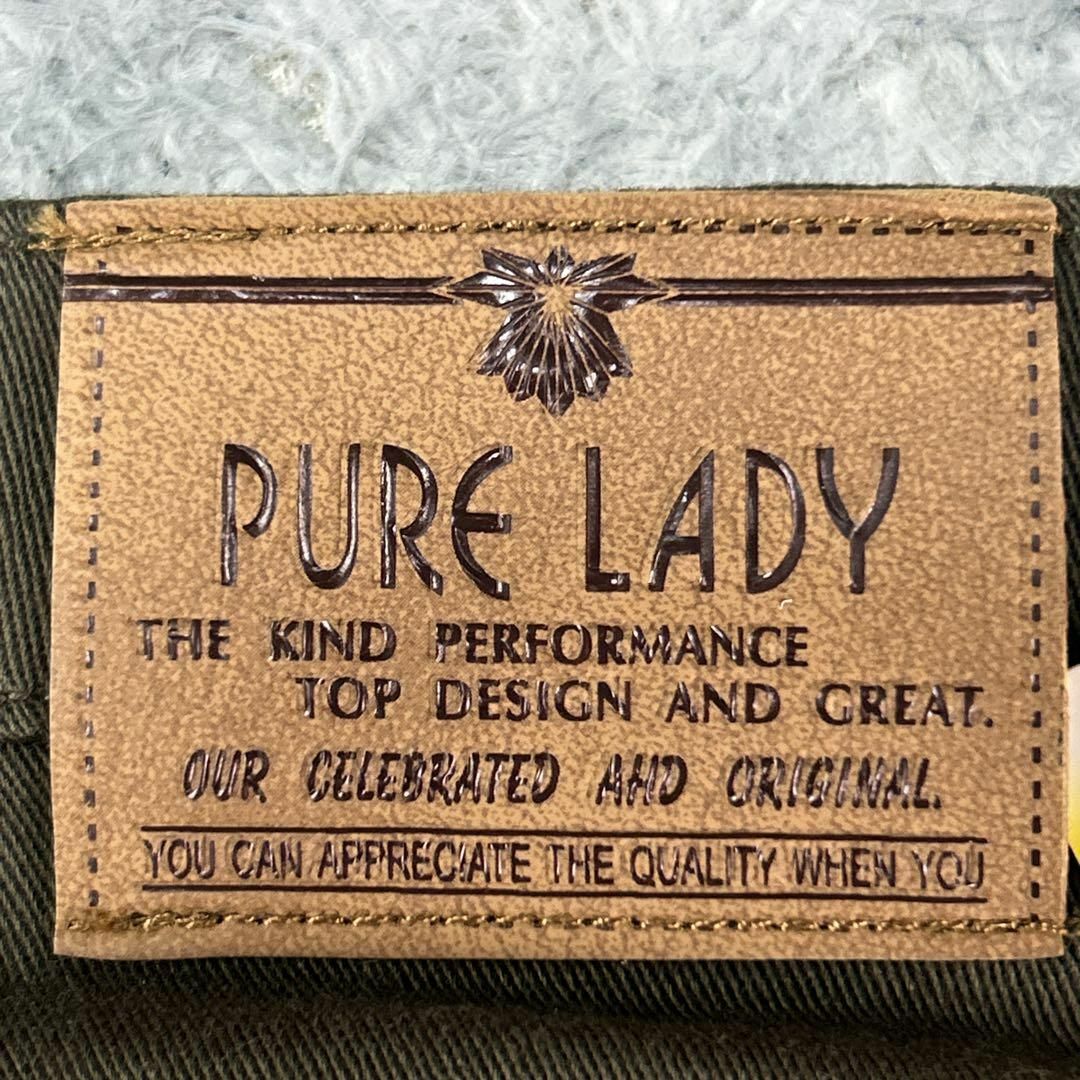 PURE LADY
THE KIND PERFORMANCE
TOP DESIGN AND GREAT.
OUR CELEBRATED AHD ORIGINAL.
YOU CAN APPRECIATE THE QUALITY WHEN YOU